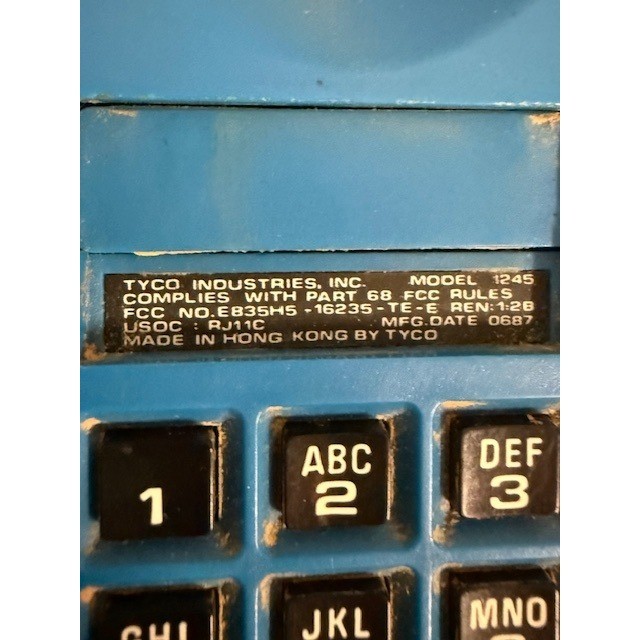 TYCO INDUSTRIES, INC. MODEL 1245
COMPLIES WITH PART 68 FCC RULES
FCC NO. E835H5-16235-TE-E REN:1:2B
USOC : RJ11C MFG.DATE 0687
MADE IN HONG KONG BY TYCO
1 ABC 2 DEF 3
GHI JKL MNO